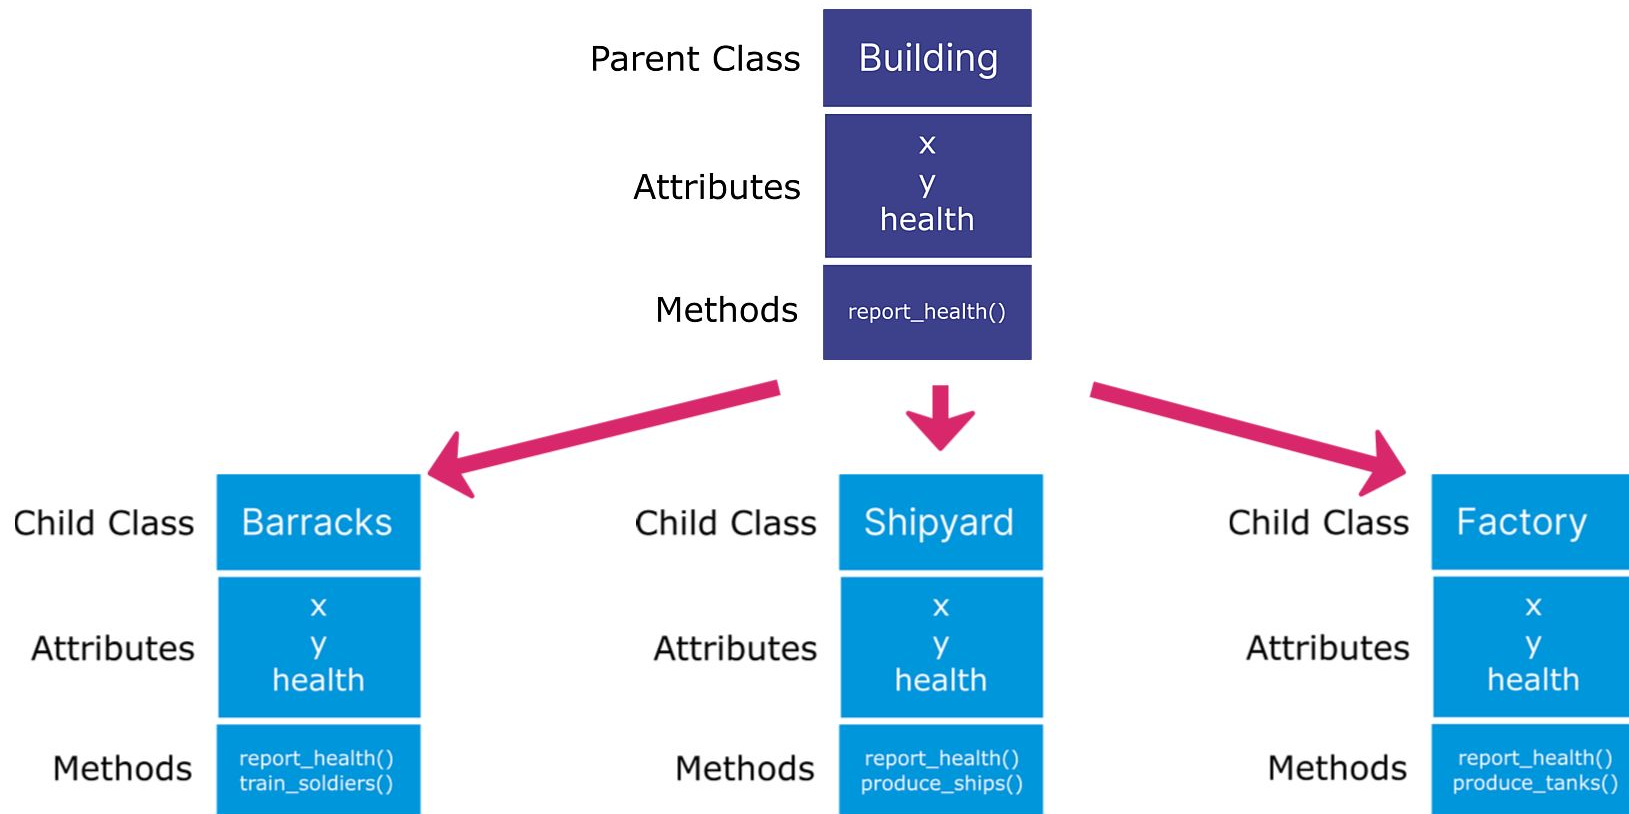 Parent Class
Building
Attributes
x
y
health
Methods
report_health()
Child Class
Barracks
Attributes
x
y
health
Methods
report_health()
train_soldiers()
Child Class
Shipyard
Attributes
x
y
health
Methods
report_health()
produce_ships()
Child Class
Factory
Attributes
x
y
health
Methods
report_health()
produce_tanks()